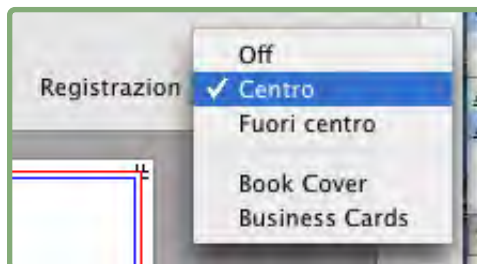 Off
Registrazion ✓ Centro
Fuori centro
Book Cover
Business Cards